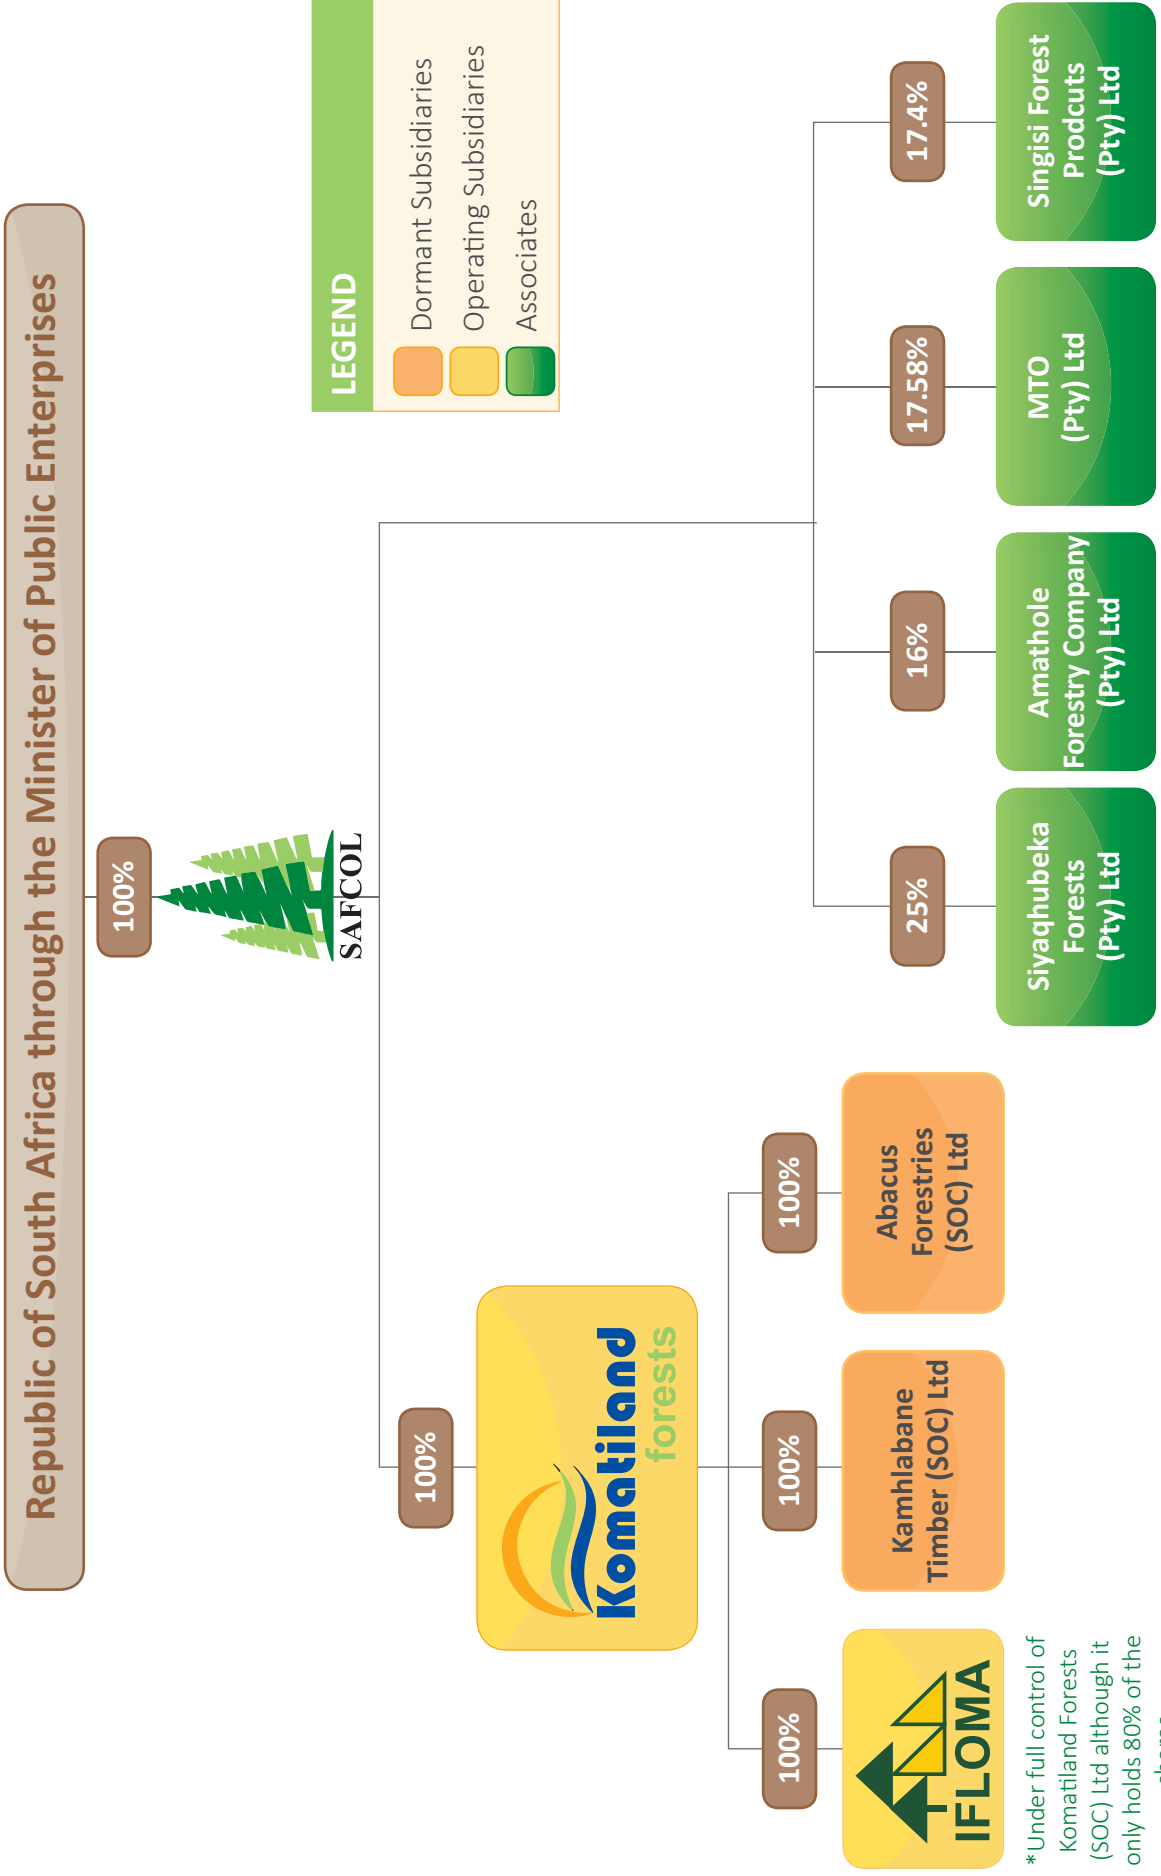 Republic of South Africa through the Minister of Public Enterprises
100%
SAFCOL
LEGEND
Dormant Subsidiaries
Operating Subsidiaries
Associates
100%
Komatiland
forests
100%
100%
100%
IFLOMA
Kamhlabane
Timber (SOC) Ltd
Abacus
Forestries
(SOC) Ltd
*Under full control of
Komatiland Forests
(SOC) Ltd although it
only holds 80% of the
25%
16%
17.58%
17.4%
Siyaqhubeka
Forests
(Pty) Ltd
Amathole
Forestry Company
(Pty) Ltd
MTO
(Pty) Ltd
Singisi Forest
Prodcuts
(Pty) Ltd